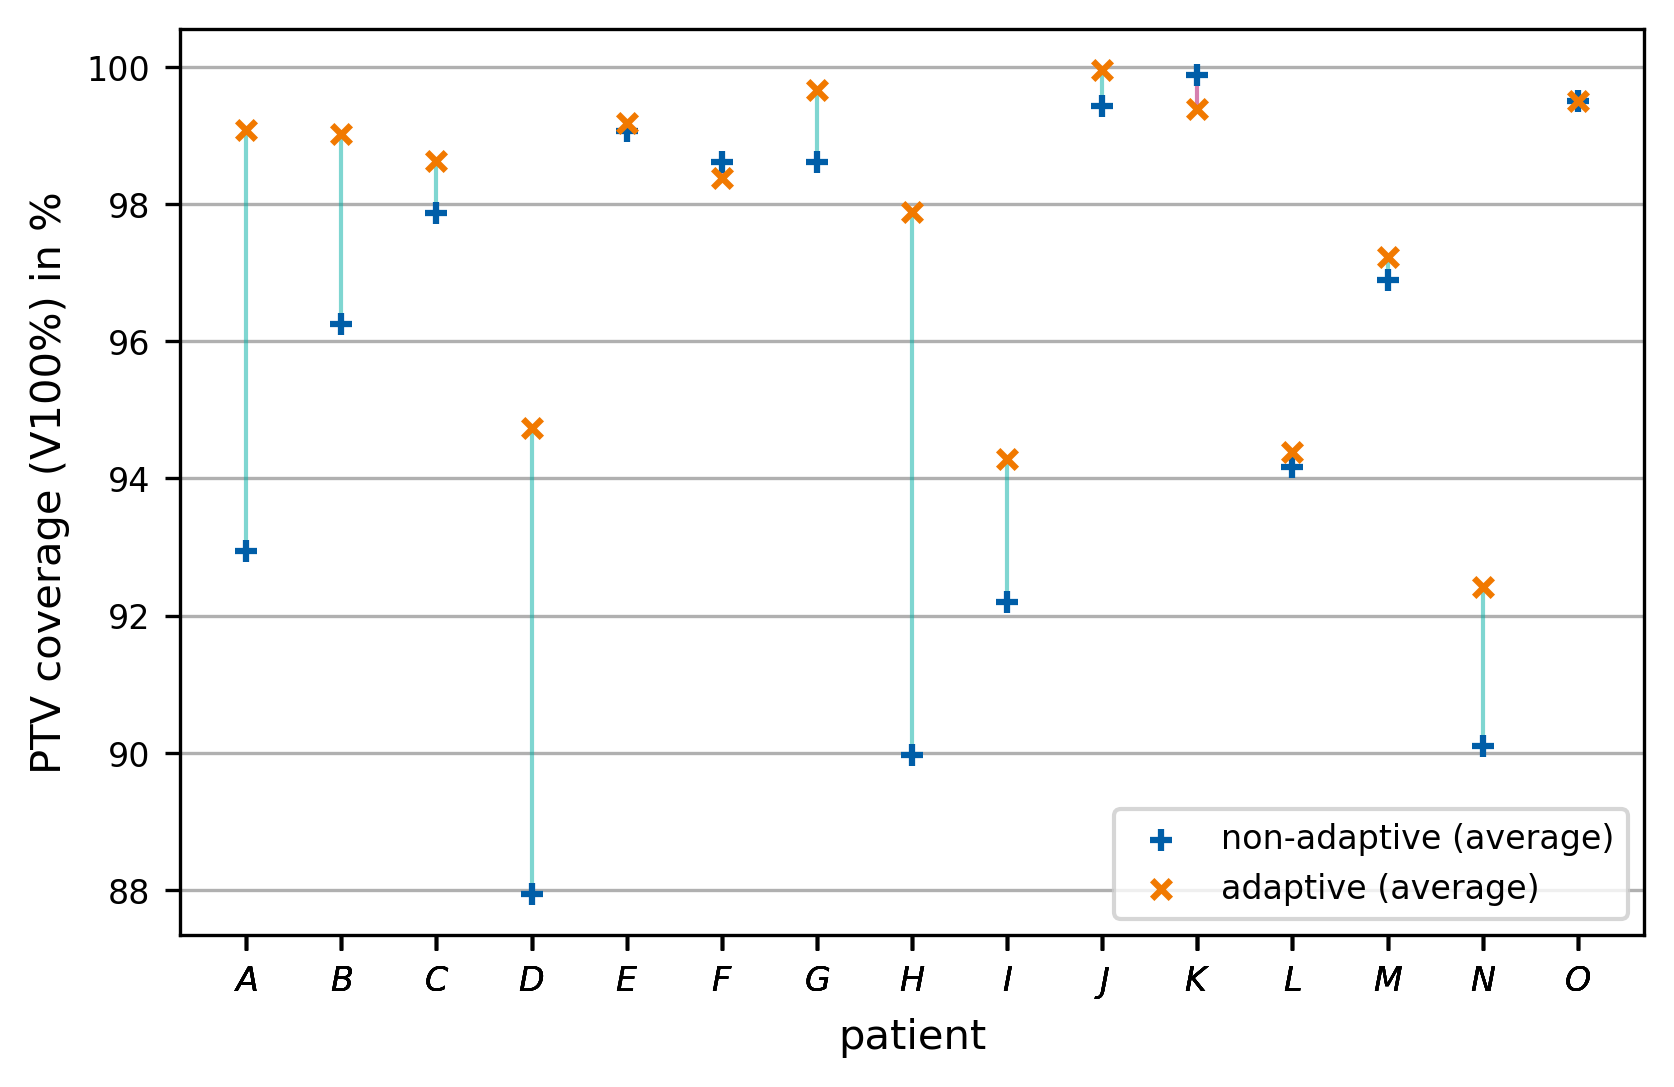 PTV coverage (V100%) in %
100
98
96
94
92
90
88
non-adaptive (average)
adaptive (average)
A B C D E F G H I J K L M N O
patient